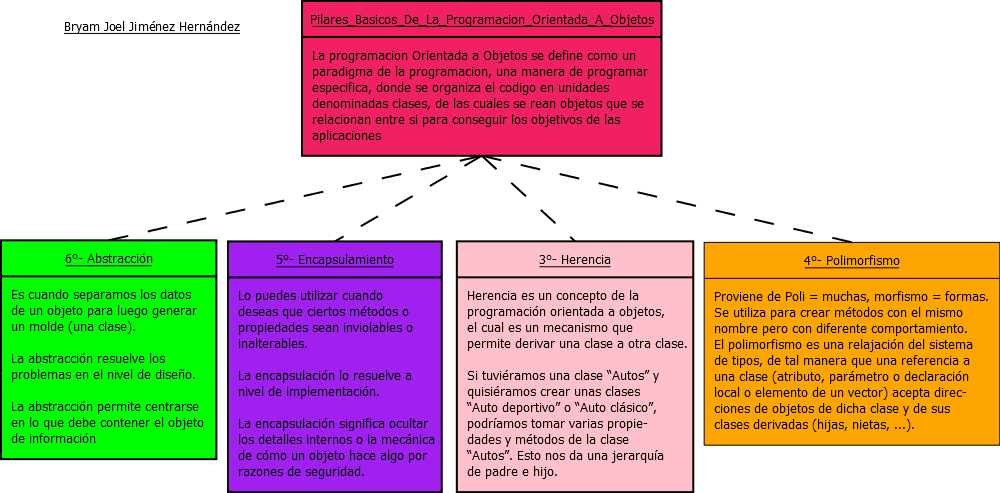 Bryam Joel Jiménez Hernández
Pilares_Basicos_De_La_Programacion_Orientada_A_Objetos
La programacion Orientada a Objetos se define como un
paradigma de la programacion, una manera de programar
especifica, donde se organiza el codigo en unidades
denominadas clases, de las cuales se rean objetos que se
relacionan entre si para conseguir los objetivos de las
aplicaciones
6º- Abstracción
Es cuando separamos los datos
de un objeto para luego generar
un molde (una clase).
La abstracción resuelve los
problemas en el nivel de diseño.
La abstracción permite centrarse
en lo que debe contener el objeto
de información
5º- Encapsulamiento
Lo puedes utilizar cuando
deseas que ciertos métodos o
propiedades sean inviolables o
inalterables.
La encapsulación lo resuelve a
nivel de implementación.
La encapsulación significa ocultar
los detalles internos o la mecánica
de cómo un objeto hace algo por
razones de seguridad.
3º- Herencia
Herencia es un concepto de la
programación orientada a objetos,
el cual es un mecanismo que
permite derivar una clase a otra clase.
Si tuviéramos una clase “Autos” y
quisiéramos crear unas clases
“Auto deportivo” o “Auto clásico”,
podríamos tomar varias propie-
dades y métodos de la clase
“Autos”. Esto nos da una jerarquía
de padre e hijo.
4º- Polimorfismo
Proviene de Poli = muchas, morfismo = formas.
Se utiliza para crear métodos con el mismo
nombre pero con diferente comportamiento.
El polimorfismo es una relajación del sistema
de tipos, de tal manera que una referencia a
una clase (atributo, parámetro o declaración
local o elemento de un vector) acepta direc-
ciones de objetos de dicha clase y de sus
clases derivadas (hijas, nietas, ...).